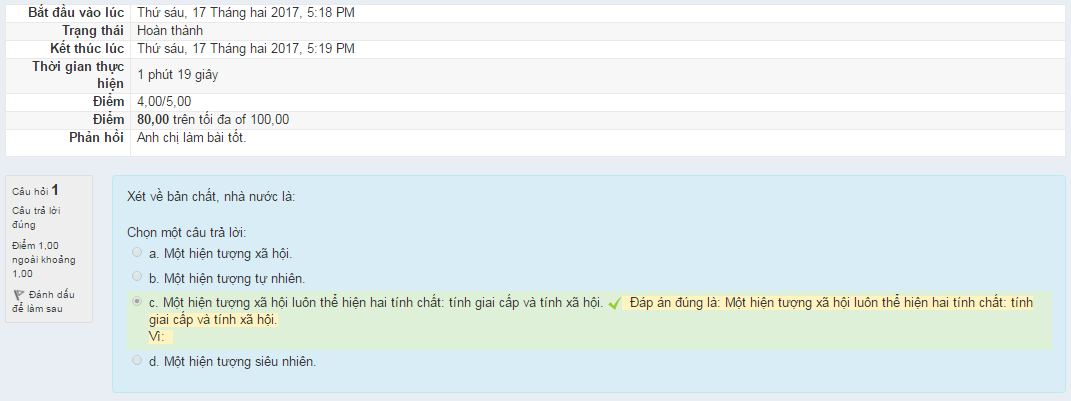 Bắt đầu vào lúc Thứ sáu, 17 Tháng hai 2017, 5:18 PM
Trạng thái Hoàn thành
Kết thúc lúc Thứ sáu, 17 Tháng hai 2017, 5:19 PM
Thời gian thực
hiện 1 phút 19 giây
Điểm 4,00/5,00
Điểm 80,00 trên tối đa of 100,00
Phản hồi Anh chị làm bài tốt.
Câu hỏi 1
Câu trả lời
đúng
Điểm 1,00
ngoài khoảng
1,00
Đánh dấu
để làm sau
Xét về bản chất, nhà nước là:
Chọn một câu trả lời:
a. Một hiện tượng xã hội.
b. Một hiện tượng tự nhiên.
c. Một hiện tượng xã hội luôn thể hiện hai tính chất: tính giai cấp và tính xã hội. Đáp án đúng là: Một hiện tượng xã hội luôn thể hiện hai tính chất: tính
giai cấp và tính xã hội.
Vì:
d. Một hiện tượng siêu nhiên.